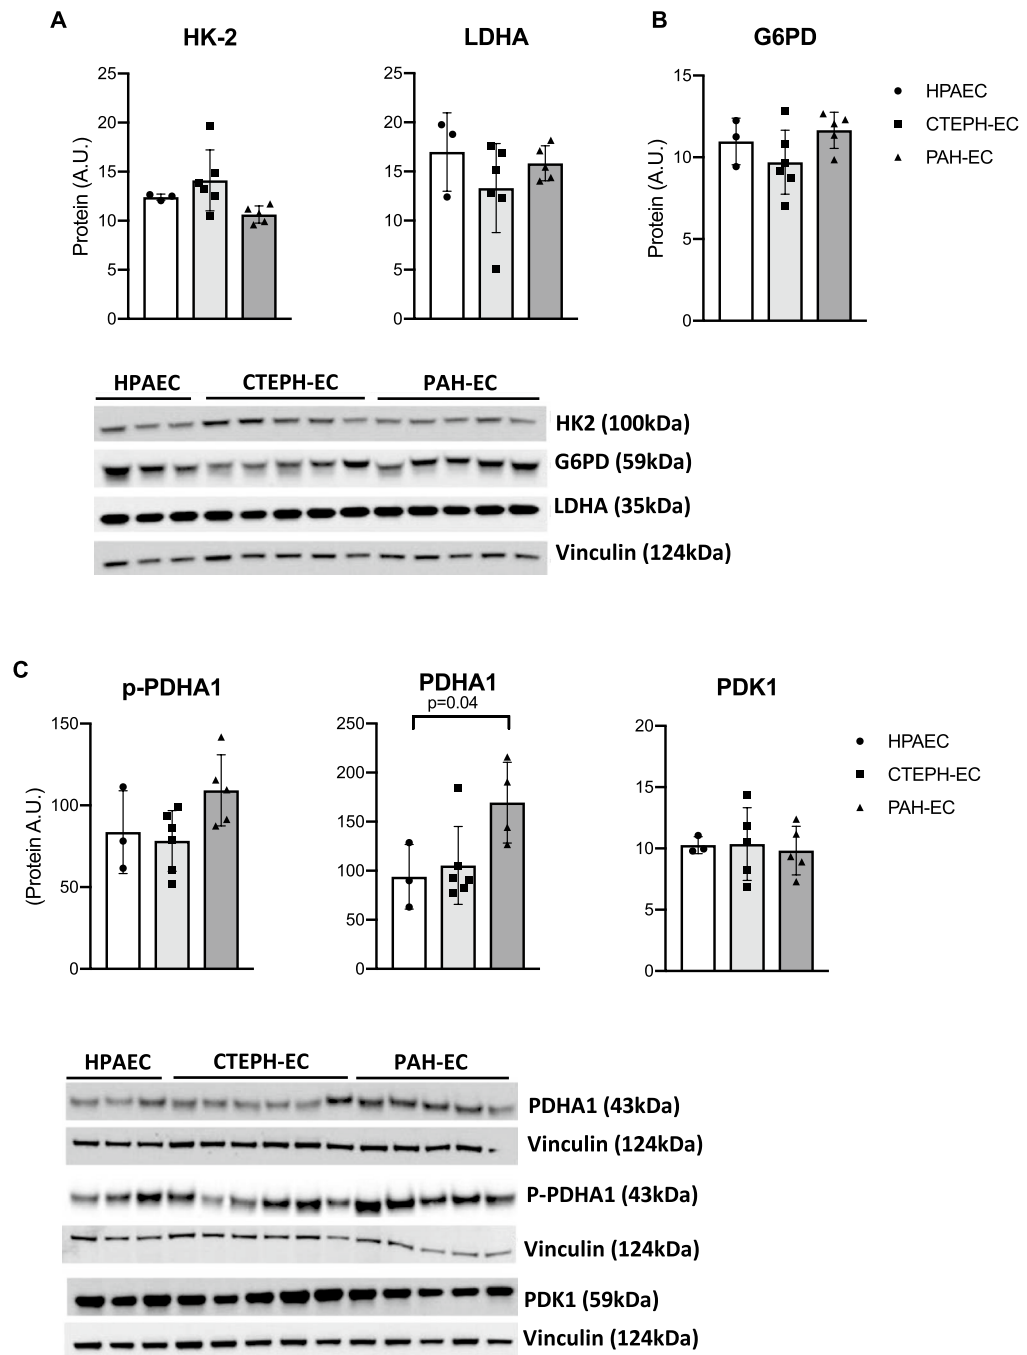 A
B
HK-2
LDHA
G6PD
Protein (A.U.)
25
20
15
10
5
0
25
20
15
10
5
0
Protein (A.U.)
15
10
5
0
HPAEC
CTEPH-EC
PAH-EC
HPAEC CTEPH-EC PAH-EC
HK2 (100kDa)
G6PD (59kDa)
LDHA (35kDa)
Vinculin (124kDa)
C
p-PDHA1
PDHA1
PDK1
p=0.04
(Protein A.U.)
150
100
50
0
250
200
150
100
50
0
20
15
10
5
0
HPAEC
CTEPH-EC
PAH-EC
HPAEC CTEPH-EC PAH-EC
PDHA1 (43kDa)
Vinculin (124kDa)
P-PDHA1 (43kDa)
Vinculin (124kDa)
PDK1 (59kDa)
Vinculin (124kDa)